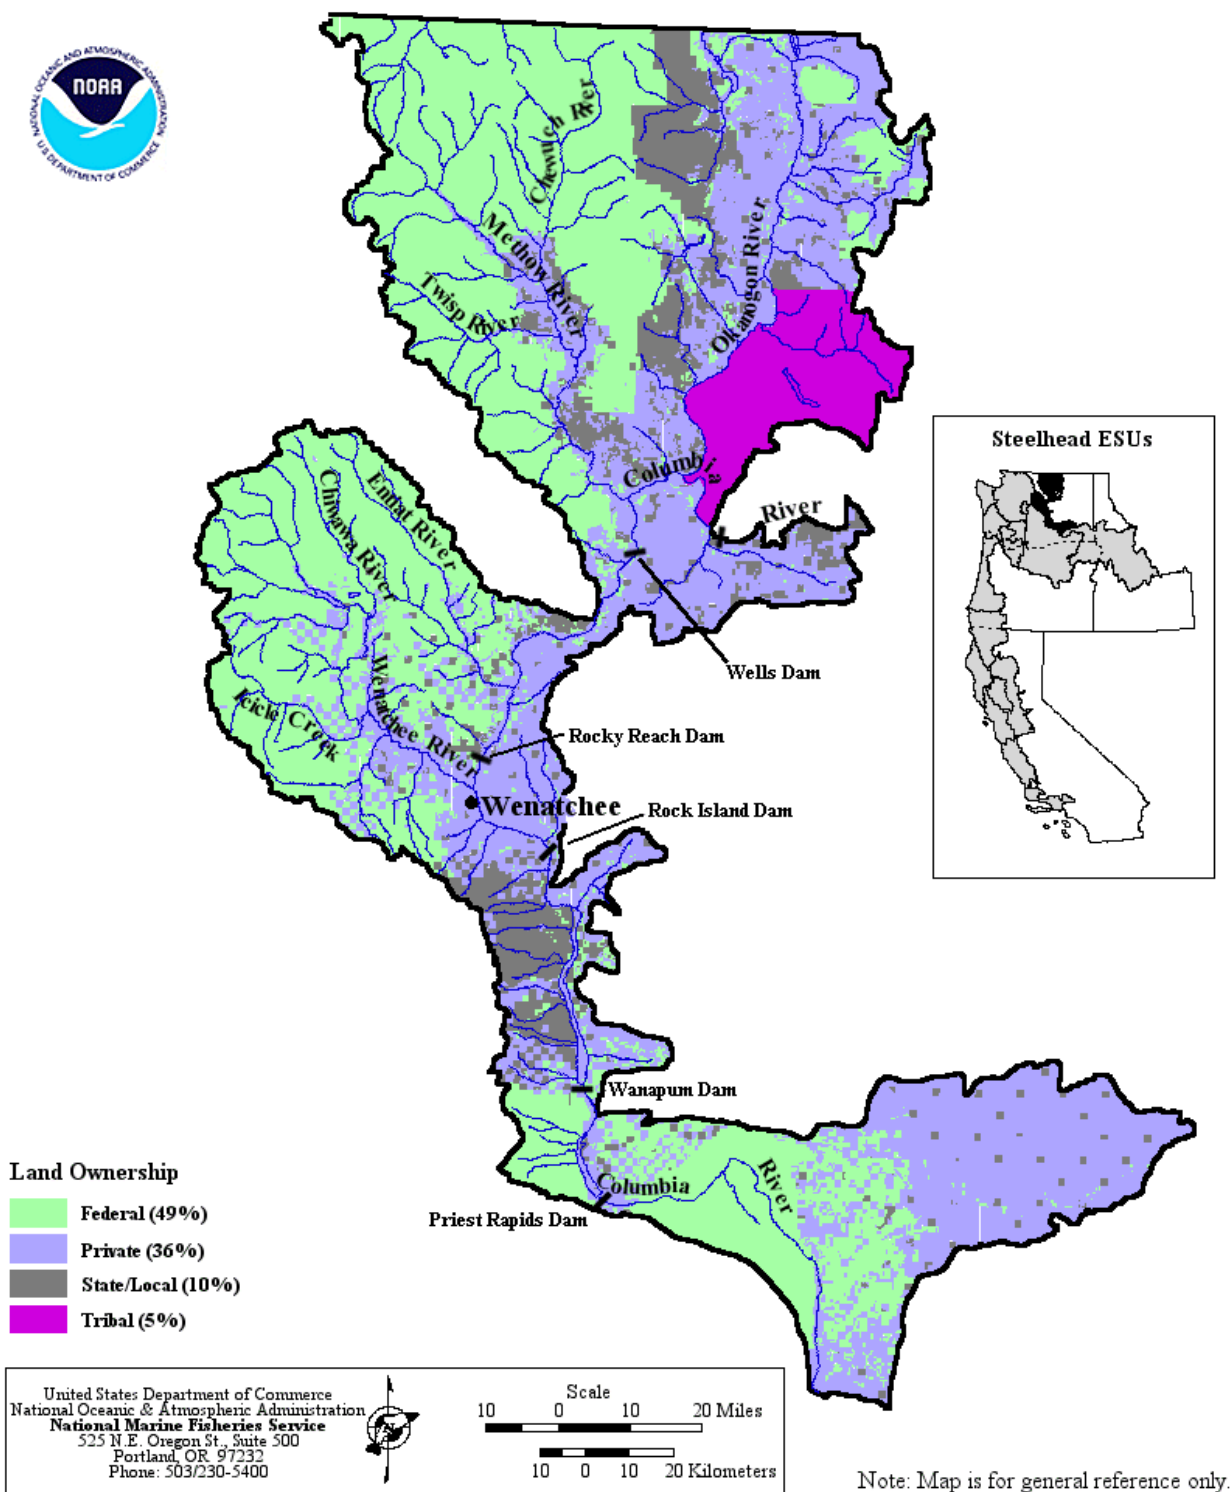 NATIONAL OCEANIC AND ATMOSPHERIC ADMINISTRATION
NOAA
U.S. DEPARTMENT OF COMMERCE
Chewuch River
Methow River
Twisp River
Okanogon River
Columbia
River
Steelhead ESUs
Entiat River
Chiwawa River
Wells Dam
Wenatchee River
Icicle Creek
Rocky Reach Dam
Wenatchee
Rock Island Dam
Wanapum Dam
Columbia
River
Priest Rapids Dam
Land Ownership
Federal (49%)
Private (36%)
State/Local (10%)
Tribal (5%)
United States Department of Commerce
National Oceanic & Atmospheric Administration
National Marine Fisheries Service
525 N.E. Oregon St., Suite 500
Portland, OR 97232
Phone: 503/230-5400
N
Scale
10 0 10 20 Miles
10 0 10 20 Kilometers
Note: Map is for general reference only.